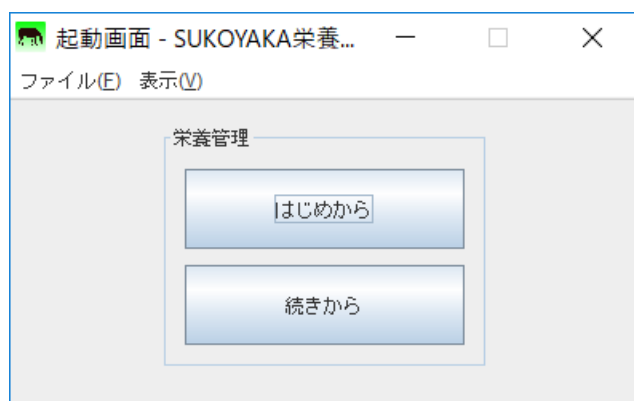 起動画面 - SUKOYAKA栄養...
ファイル(F) 表示(V)
栄養管理
はじめから
続きから